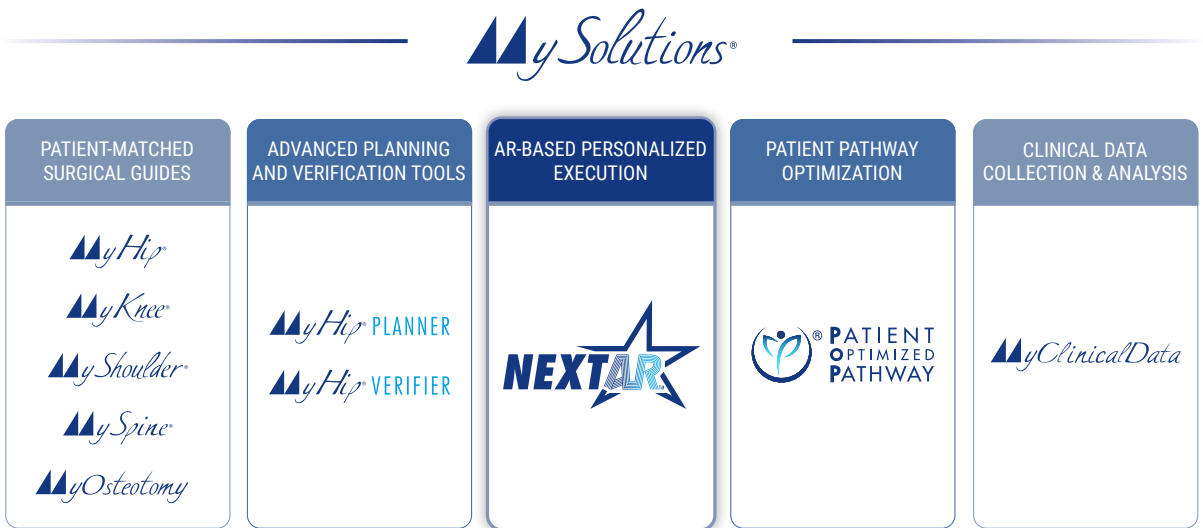 MySolutions®
PATIENT-MATCHED
SURGICAL GUIDES
MyHip®
MyKnee®
MyShoulder®
MySpine®
MyOsteotomy
ADVANCED PLANNING
AND VERIFICATION TOOLS
MyHip® PLANNER
MyHip® VERIFIER
AR-BASED PERSONALIZED
EXECUTION
NEXTAR™
PATIENT PATHWAY
OPTIMIZATION
® PATIENT
OPTIMIZED
PATHWAY
CLINICAL DATA
COLLECTION & ANALYSIS
MyClinicalData